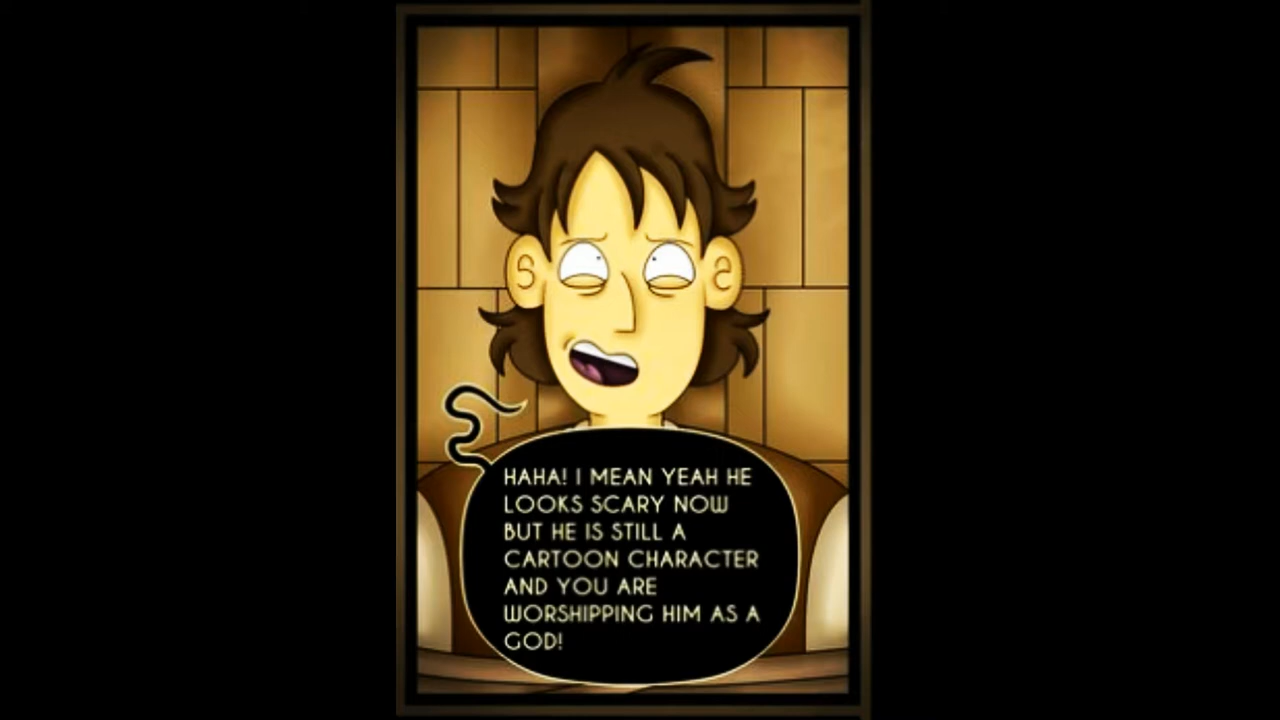 HAHA! I MEAN YEAH HE
LOOKS SCARY NOW
BUT HE IS STILL A
CARTOON CHARACTER
AND YOU ARE
WORSHIPPING HIM AS A
GOD!